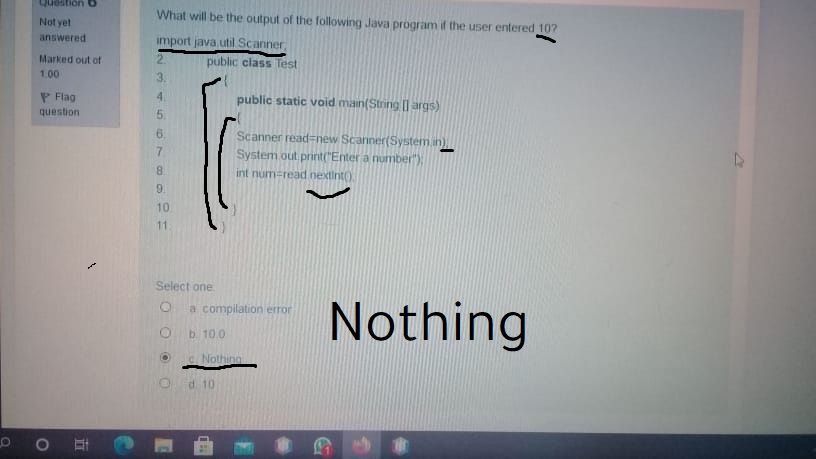 Question 6
Not yet
answered
Marked out of
1.00
Flag
question
What will be the output of the following Java program if the user entered 10?
import java.util.Scanner;
2. public class Test
3. {
4. public static void main(String [] args)
5. {
6. Scanner read=new Scanner(System.in);
7. System.out.print("Enter a number");
8. int num=read.nextInt();
9.
10. }
11. }
Select one:
a. compilation error
b. 10.0
c. Nothing
d. 10
Nothing
1